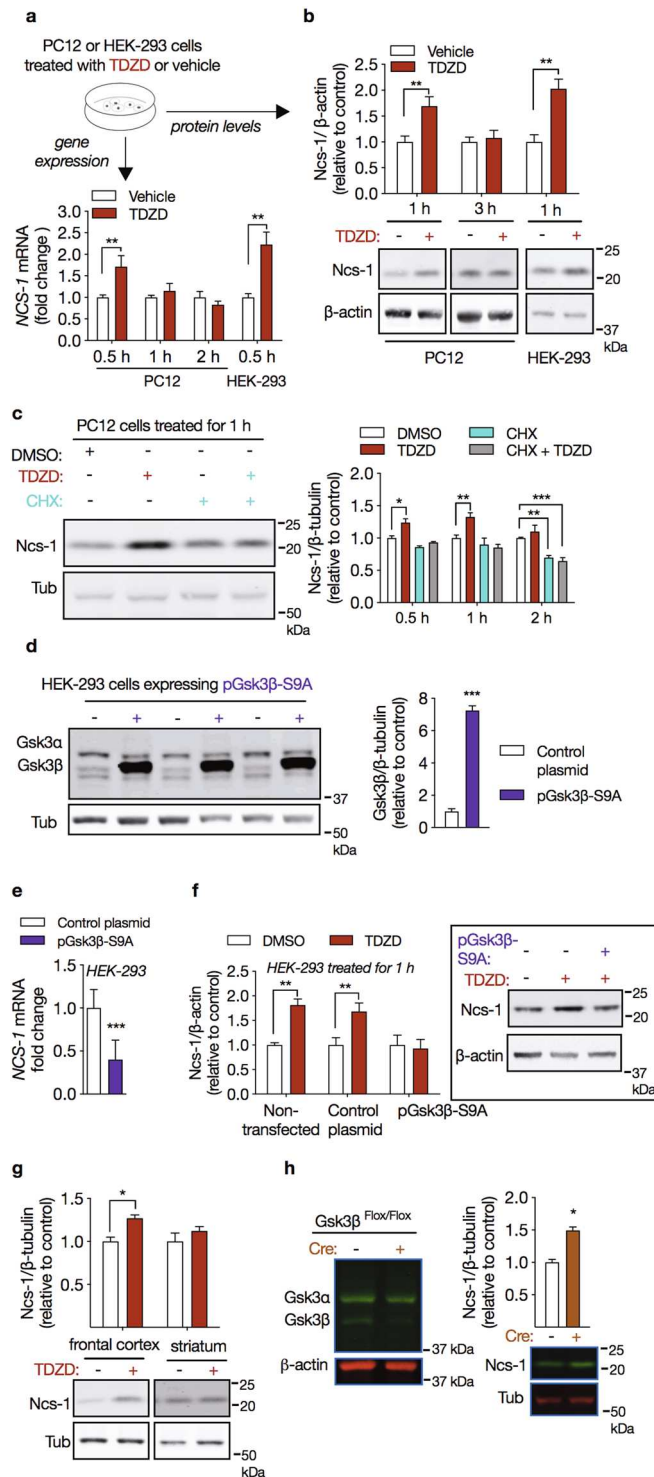 a
PC12 or HEK-293 cells
treated with TDZD or vehicle
protein levels
gene
expression
Vehicle
TDZD
NCS-1 mRNA
(fold change)
3.0
2.5
2.0
1.5
1.0
0.5
0.0
**
**
0.5 h 1 h 2 h 0.5 h
PC12 HEK-293
b
Vehicle
TDZD
Ncs-1/ β-actin
(relative to control)
2.5
2.0
1.5
1.0
0.5
0.0
**
**
1 h 3 h 1 h
TDZD: - + - + - +
Ncs-1
25
20
β-actin
37
kDa
PC12 HEK-293
c
PC12 cells treated for 1 h
DMSO: + - - -
TDZD: - + - +
CHX: - - + +
Ncs-1
25
20
Tub
50
kDa
DMSO CHX
TDZD CHX + TDZD
Ncs-1/β-tubulin
(relative to control)
2.0
1.5
1.0
0.5
0.0
* ** *** **
0.5 h 1 h 2 h
d
HEK-293 cells expressing pGsk3β-S9A
- + - + - +
Gsk3α
Gsk3β
37
Tub
50
kDa
Gsk3β/β-tubulin
(relative to control)
8
6
4
2
0
***
Control
plasmid
pGsk3β-S9A
e
Control plasmid
pGsk3β-S9A
HEK-293
NCS-1 mRNA
fold change
1.5
1.0
0.5
0.0
***
f
DMSO TDZD
HEK-293 treated for 1 h
Ncs-1/β-actin
(relative to control)
2.5
2.0
1.5
1.0
0.5
0.0
** **
Non-
transfected
Control
plasmid
pGsk3β-S9A
pGsk3β-
S9A: - - +
TDZD: - + +
Ncs-1
25
20
β-actin
37
kDa
g
Ncs-1/β-tubulin
(relative to control)
1.5
1.0
0.5
0.0
*
frontal cortex striatum
TDZD: - + - +
Ncs-1
25
20
Tub
50
kDa
h
Gsk3β Flox/Flox
Cre: - +
Gsk3α
Gsk3β
37 kDa
β-actin
37 kDa
Ncs-1/β-tubulin
(relative to control)
2.0
1.5
1.0
0.5
0.0
*
Cre: - +
Ncs-1
25
20
Tub
50
kDa